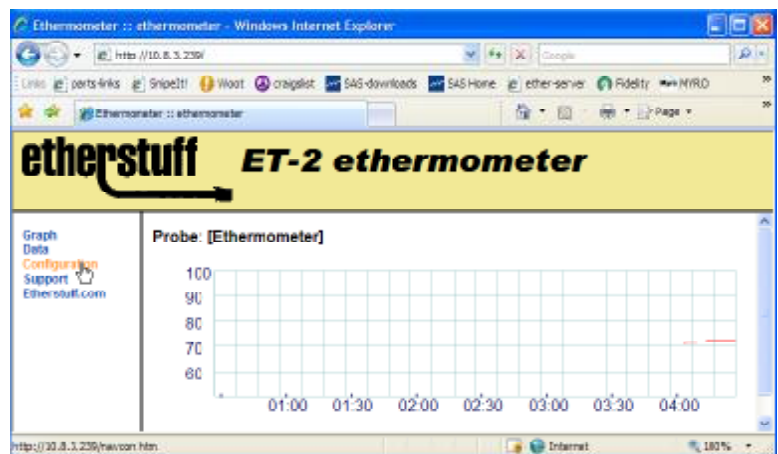 Ethermometer :: ethermometer - Windows Internet Explorer
http://10.8.3.239/
Google
Links parts-links SnipeIt! Woot craigslist SAS-downloads SAS Home ether-server Fidelity MYRO
Ethermometer :: ethermometer
Page
etherstuff ET-2 ethermometer
Graph
Data
Configuration
Support
Etherstuff.com
Probe: [Ethermometer]
100
90
80
70
60
01:00 01:30 02:00 02:30 03:00 03:30 04:00
http://10.8.3.239/navcon.htm
Internet
100%